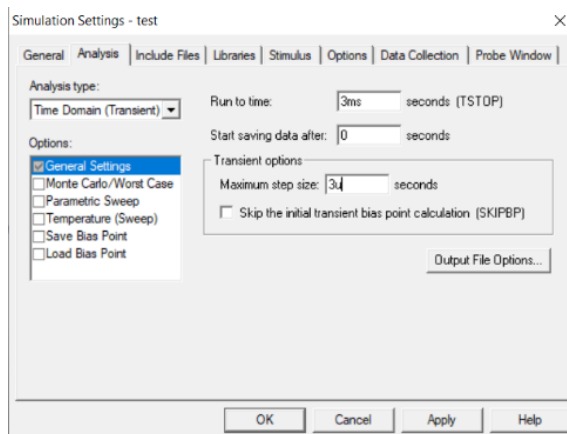 Simulation Settings - test
General Analysis Include Files Libraries Stimulus Options Data Collection Probe Window
Analysis type:
Time Domain (Transient)
Options:
General Settings
Monte Carlo/Worst Case
Parametric Sweep
Temperature (Sweep)
Save Bias Point
Load Bias Point
Run to time: 3ms seconds (TSTOP)
Start saving data after: 0 seconds
Transient options
Maximum step size: 3u seconds
Skip the initial transient bias point calculation (SKIPBP)
Output File Options...
OK Cancel Apply Help